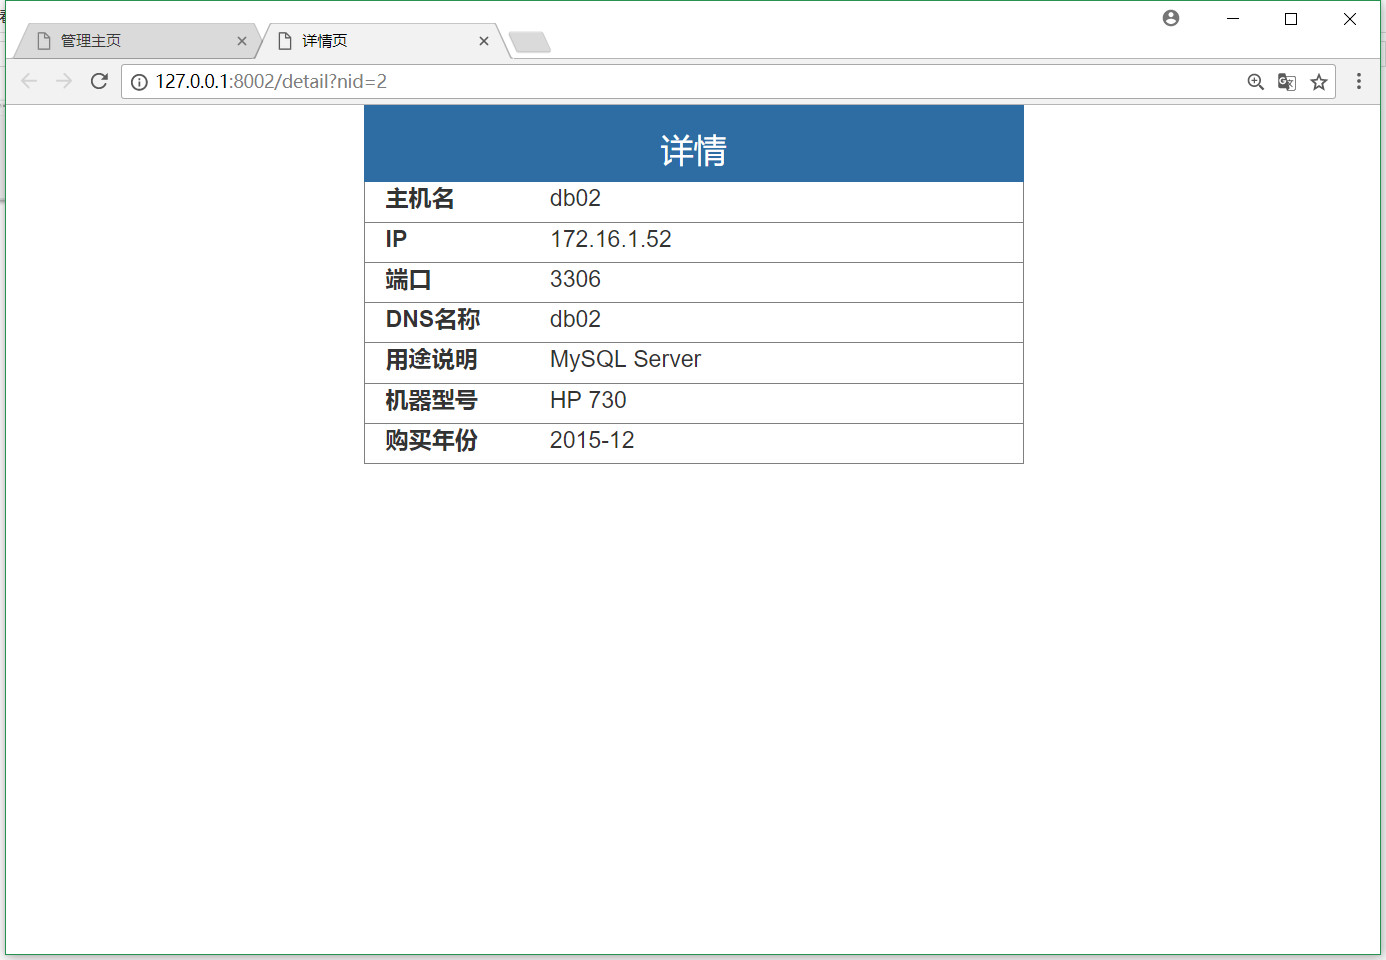 管理主页
详情页
127.0.0.1:8002/detail?nid=2
详情
主机名 db02
IP 172.16.1.52
端口 3306
DNS名称 db02
用途说明 MySQL Server
机器型号 HP 730
购买年份 2015-12